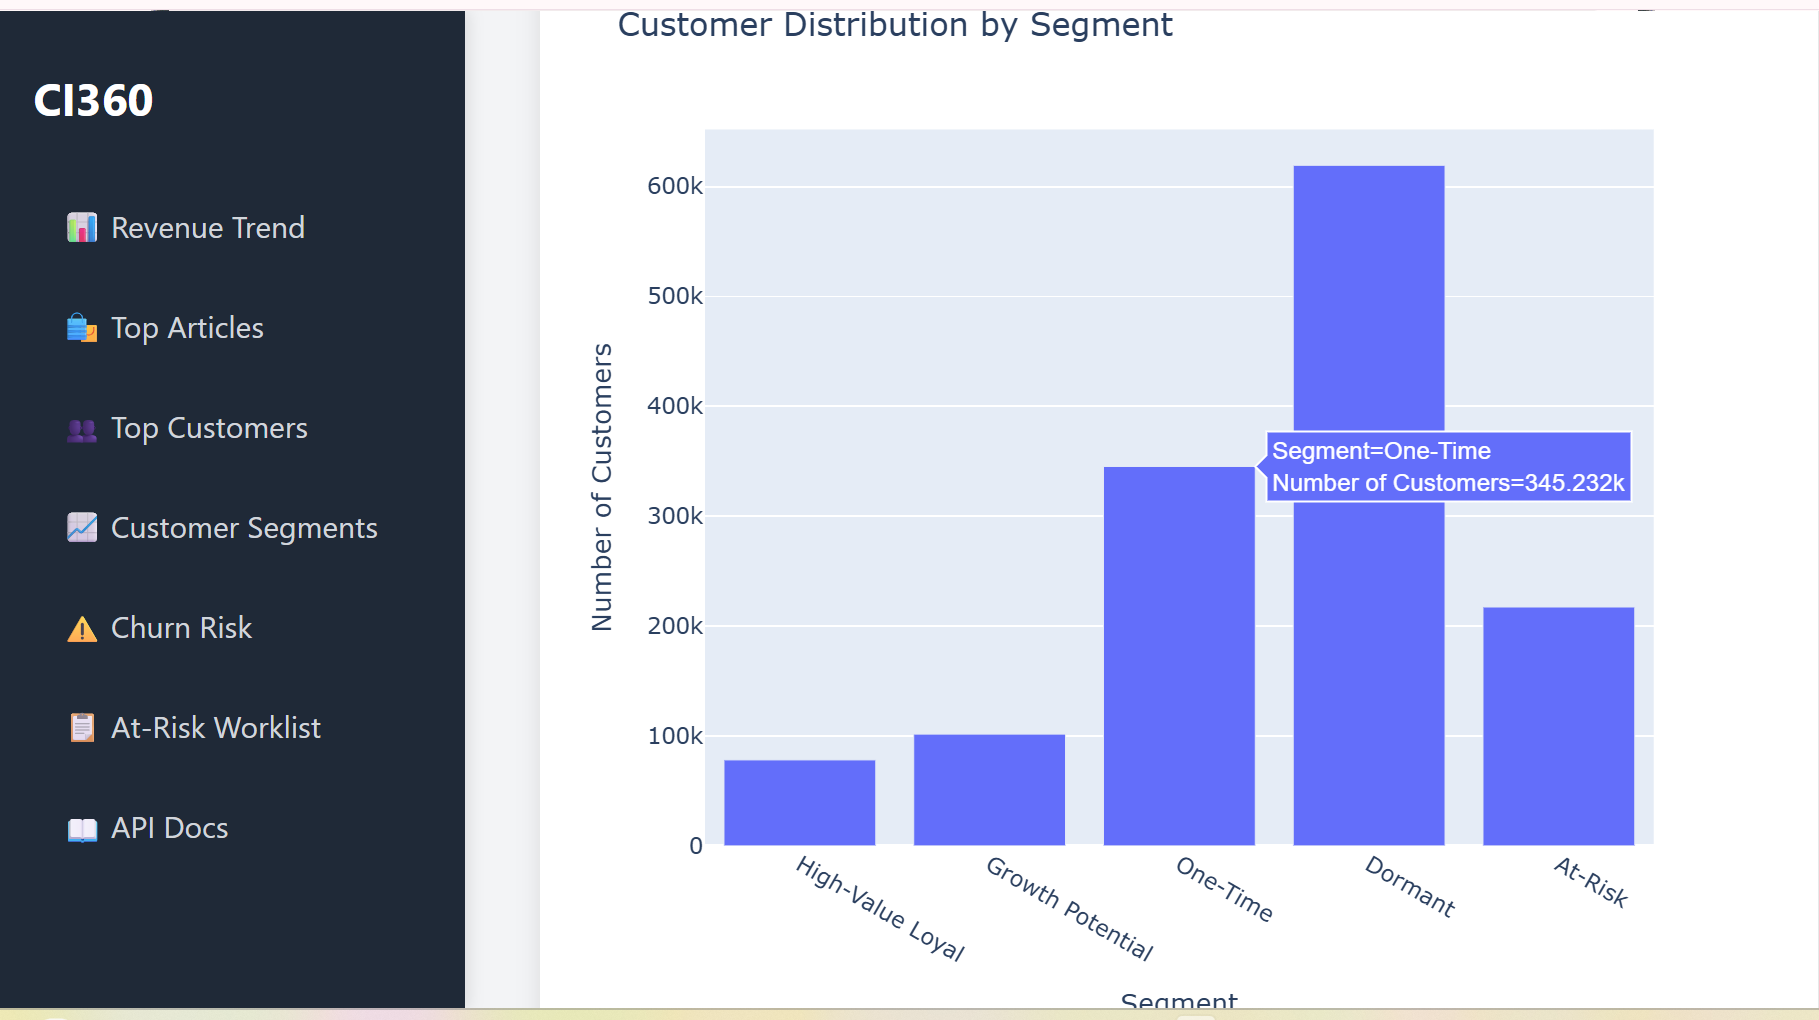 CI360
Revenue Trend
Top Articles
Top Customers
Customer Segments
Churn Risk
At-Risk Worklist
API Docs
Customer Distribution by Segment
Number of Customers
600k
500k
400k
300k
200k
100k
0
Segment=One-Time
Number of Customers=345.232k
High-Value Loyal
Growth Potential
One-Time
Dormant
At-Risk
Segment